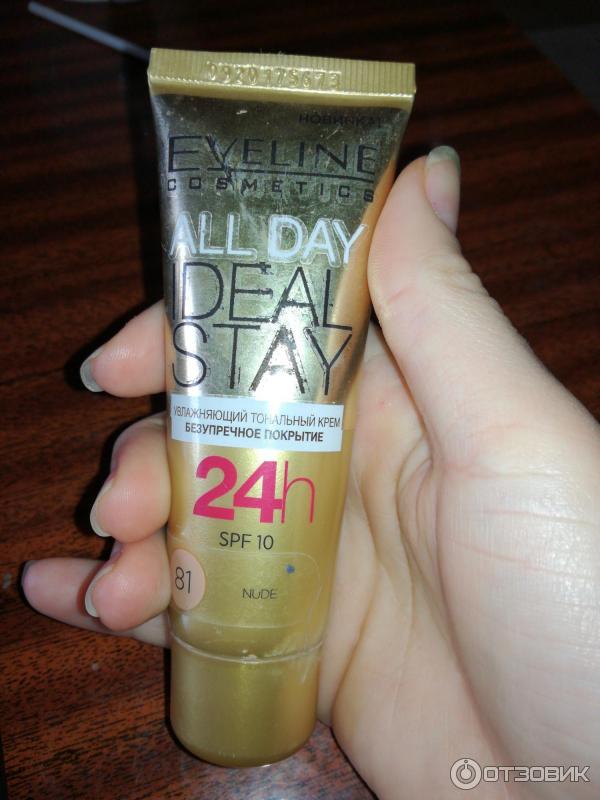 НОВИНКА!
EVELINE
COSMETICS
ALL DAY
IDEAL
STAY
УВЛАЖНЯЮЩИЙ ТОНАЛЬНЫЙ КРЕМ
БЕЗУПРЕЧНОЕ ПОКРЫТИЕ
24h
SPF 10
81
NUDE
ОТЗОВИК